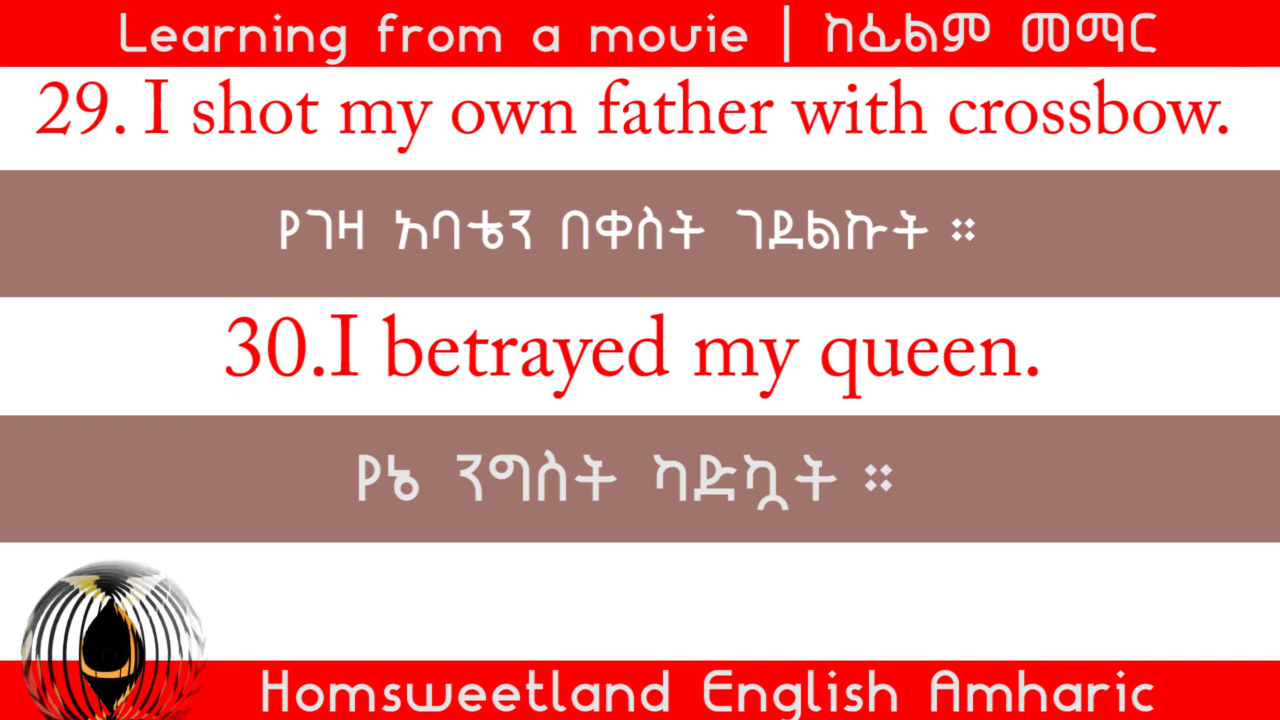 Learning from a movie | ከፊልም መማር
29. I shot my own father with crossbow.
የገዛ አባቴን በቀስት ገደልኩት ።
30.I betrayed my queen.
የኔ ንግስት ካድኳት ።
Homsweetland English Amharic